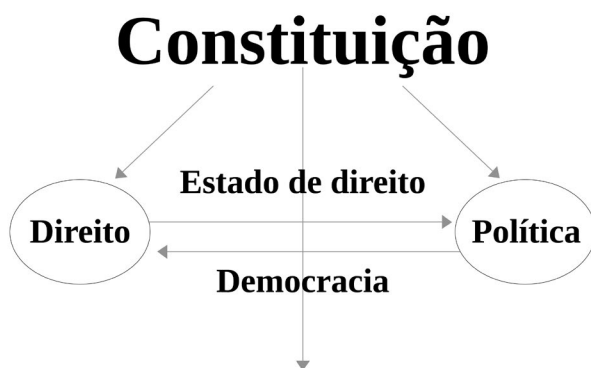 Constituição
Estado de direito
Direito
Política
Democracia